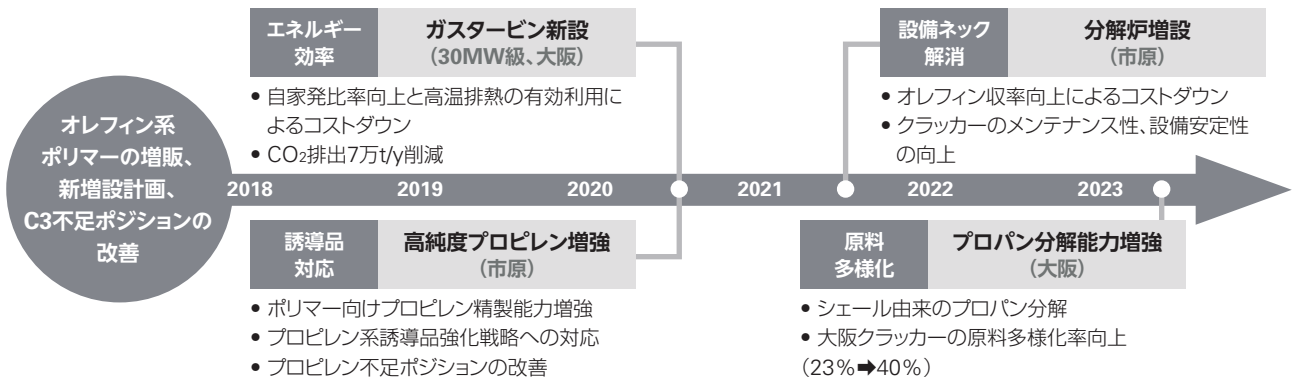 オレフィン系
ポリマーの増販、
新増設計画、
C3不足ポジションの
改善
エネルギー
効率
ガスタービン新設
(30MW級、大阪)
• 自家発比率向上と高温排熱の有効利用に
よるコストダウン
• CO₂排出7万t/y削減
設備ネック
解消
分解炉増設
(市原)
• オレフィン収率向上によるコストダウン
• クラッカーのメンテナンス性、設備安定性
の向上
2018 2019 2020 2021 2022 2023
誘導品
対応
高純度プロピレン増強
(市原)
• ポリマー向けプロピレン精製能力増強
• プロピレン系誘導品強化戦略への対応
• プロピレン不足ポジションの改善
原料
多様化
プロパン分解能力増強
(大阪)
• シェール由来のプロパン分解
• 大阪クラッカーの原料多様化率向上
(23%➡40%)